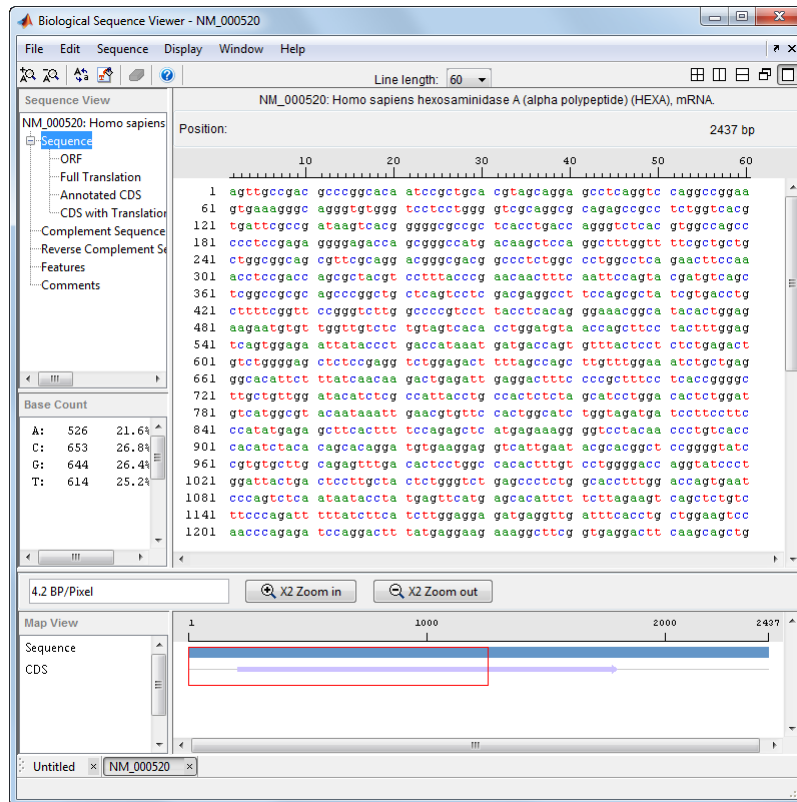 Biological Sequence Viewer - NM_000520
File Edit Sequence Display Window Help
Line length: 60
Sequence View
NM_000520: Homo sapiens
Sequence
ORF
Full Translation
Annotated CDS
CDS with Translation
Complement Sequence
Reverse Complement Se
Features
Comments
Base Count
A: 526 21.6%
C: 653 26.8%
G: 644 26.4%
T: 614 25.2%
NM_000520: Homo sapiens hexosaminidase A (alpha polypeptide) (HEXA), mRNA.
Position: 2437 bp
10 20 30 40 50 60
1 agttgccgac gcccggcaca atccgctgca cgtagcagga gcctcaggtc caggccggaa
61 gtgaaagggc agggtgtggg tcctcctggg gtcgcaggcg cagagccgcc tctggtcacg
121 tgattcgccg ataagtcacg ggggcgccgc tcacctgacc agggtctcac gtggccagcc
181 ccctccgaga ggggagacca gcgggccatg acaagctcca ggctttggtt ttcgctgctg
241 ctggcggcag cgttcgcagg acgggcgacg gccctctggc cctggcctca gaacttccaa
301 acctccgacc agcgctacgt cctttacccg aacaactttc aattccagta cgatgtcagc
361 tcggccgcgc agcccggctg ctcagtcctc gacgaggcct tccagcgcta tcgtgacctg
421 cttttcggtt ccgggtcttg gccccgtcct tacctcacag ggaaacggca tacactggag
481 aagaatgtgt tggttgtctc tgtagtcaca cctggatgta accagcttcc tactttggag
541 tcagtggaga attataccct gaccataaat gatgaccagt gtttactcct ctctgagact
601 gtctggggag ctctccgagg tctggagact tttagccagc ttgtttggaa atctgctgag
661 ggcacattct ttatcaacaa gactgagatt gaggactttc cccgctttcc tcaccggggc
721 ttgctgttgg atacatctcg ccattacctg ccactctcta gcatcctgga cactctggat
781 gtcatggcgt acaataaatt gaacgtgttc cactggcatc tggtagatga tccttccttc
841 ccatatgaga gcttcacttt tccagagctc atgagaaagg ggtcctacaa ccctgtcacc
901 cacatctaca cagcacagga tgtgaaggag gtcattgaat acgcacggct ccggggtatc
961 cgtgtgcttg cagagtttga cactcctggc cacactttgt cctggggacc aggtatccct
1021 ggattactga ctccttgcta ctctgggtct gagccctctg gcacctttgg accagtgaat
1081 cccagtctca ataataccta tgagttcatg agcacattct tcttagaagt cagctctgtc
1141 ttcccagatt tttatcttca tcttggagga gatgaggttg atttcacctg ctggaagtcc
1201 aacccagaga tccaggactt tatgaggaag aaaggcttcg gtgaggactt caagcagctg
4.2 BP/Pixel X2 Zoom in X2 Zoom out
Map View
Sequence
CDS
1 1000 2000 2437
Untitled NM_000520